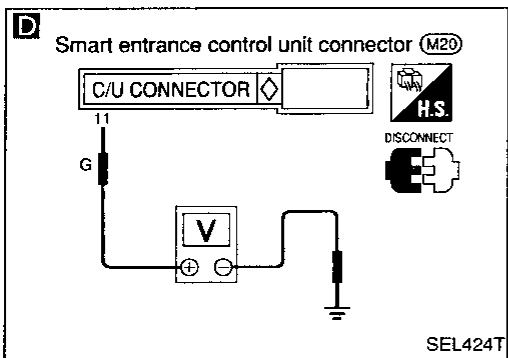 D
Smart entrance control unit connector (M20)
C/U CONNECTOR
H.S.
DISCONNECT
11
G
V
+ −
SEL424T